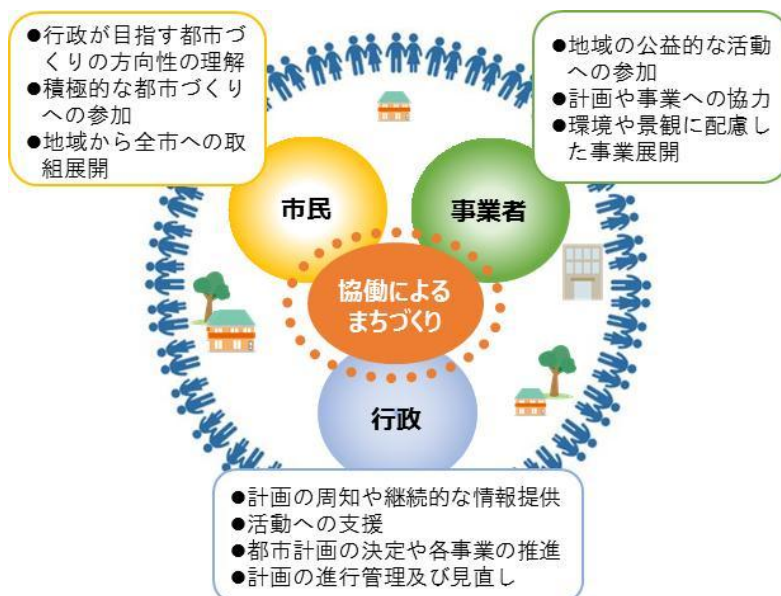 ●行政が目指す都市づ
くりの方向性の理解
●積極的な都市づくり
への参加
●地域から全市への取
組展開
●地域の公益的な活動
への参加
●計画や事業への協力
●環境や景観に配慮し
た事業展開
市民
事業者
協働による
まちづくり
行政
●計画の周知や継続的な情報提供
●活動への支援
●都市計画の決定や各事業の推進
●計画の進行管理及び見直し